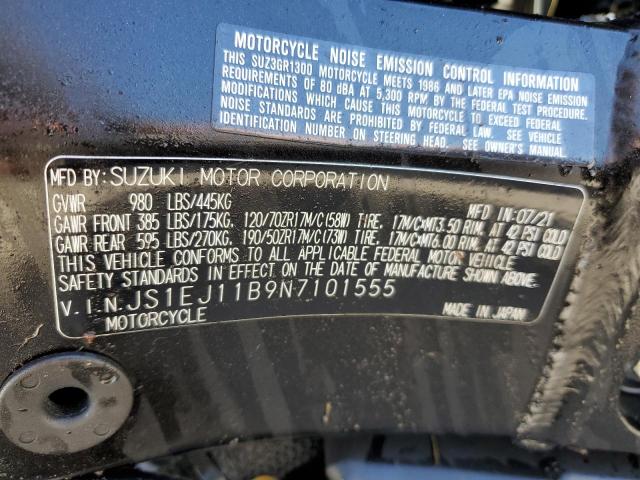 MOTORCYCLE NOISE EMISSION CONTROL INFORMATION
THIS SUZ3GR1300 MOTORCYCLE MEETS 1986 AND LATER EPA NOISE EMISSION
REQUIREMENTS OF 80 dBA AT 5,300 RPM BY THE FEDERAL TEST PROCEDURE.
MODIFICATIONS WHICH CAUSE THIS MOTORCYCLE TO EXCEED FEDERAL
NOISE STANDARDS ARE PROHIBITED BY FEDERAL LAW. SEE VEHICLE
IDENTIFICATION NUMBER ON STEERING HEAD. SEE OWNER'S MANUAL
MFD BY:SUZUKI MOTOR CORPORATION
GVWR 980 LBS/445KG MFD IN:07/21
GAWR FRONT 385 LBS/175KG, 120/70ZR17M/C(58W) TIRE, 17M/C×MT3.50 RIM, AT 42 PSI COLD
GAWR REAR 595 LBS/270KG, 190/50ZR17M/C(73W) TIRE, 17M/C×MT6.00 RIM, AT 42 PSI COLD
THIS VEHICLE CONFORMS TO ALL APPLICABLE FEDERAL MOTOR VEHICLE
SAFETY STANDARDS IN EFFECT ON THE DATE OF MANUFACTURE SHOWN ABOVE.
V.I.N.JS1EJ11B9N7101555
MOTORCYCLE MADE IN JAPAN